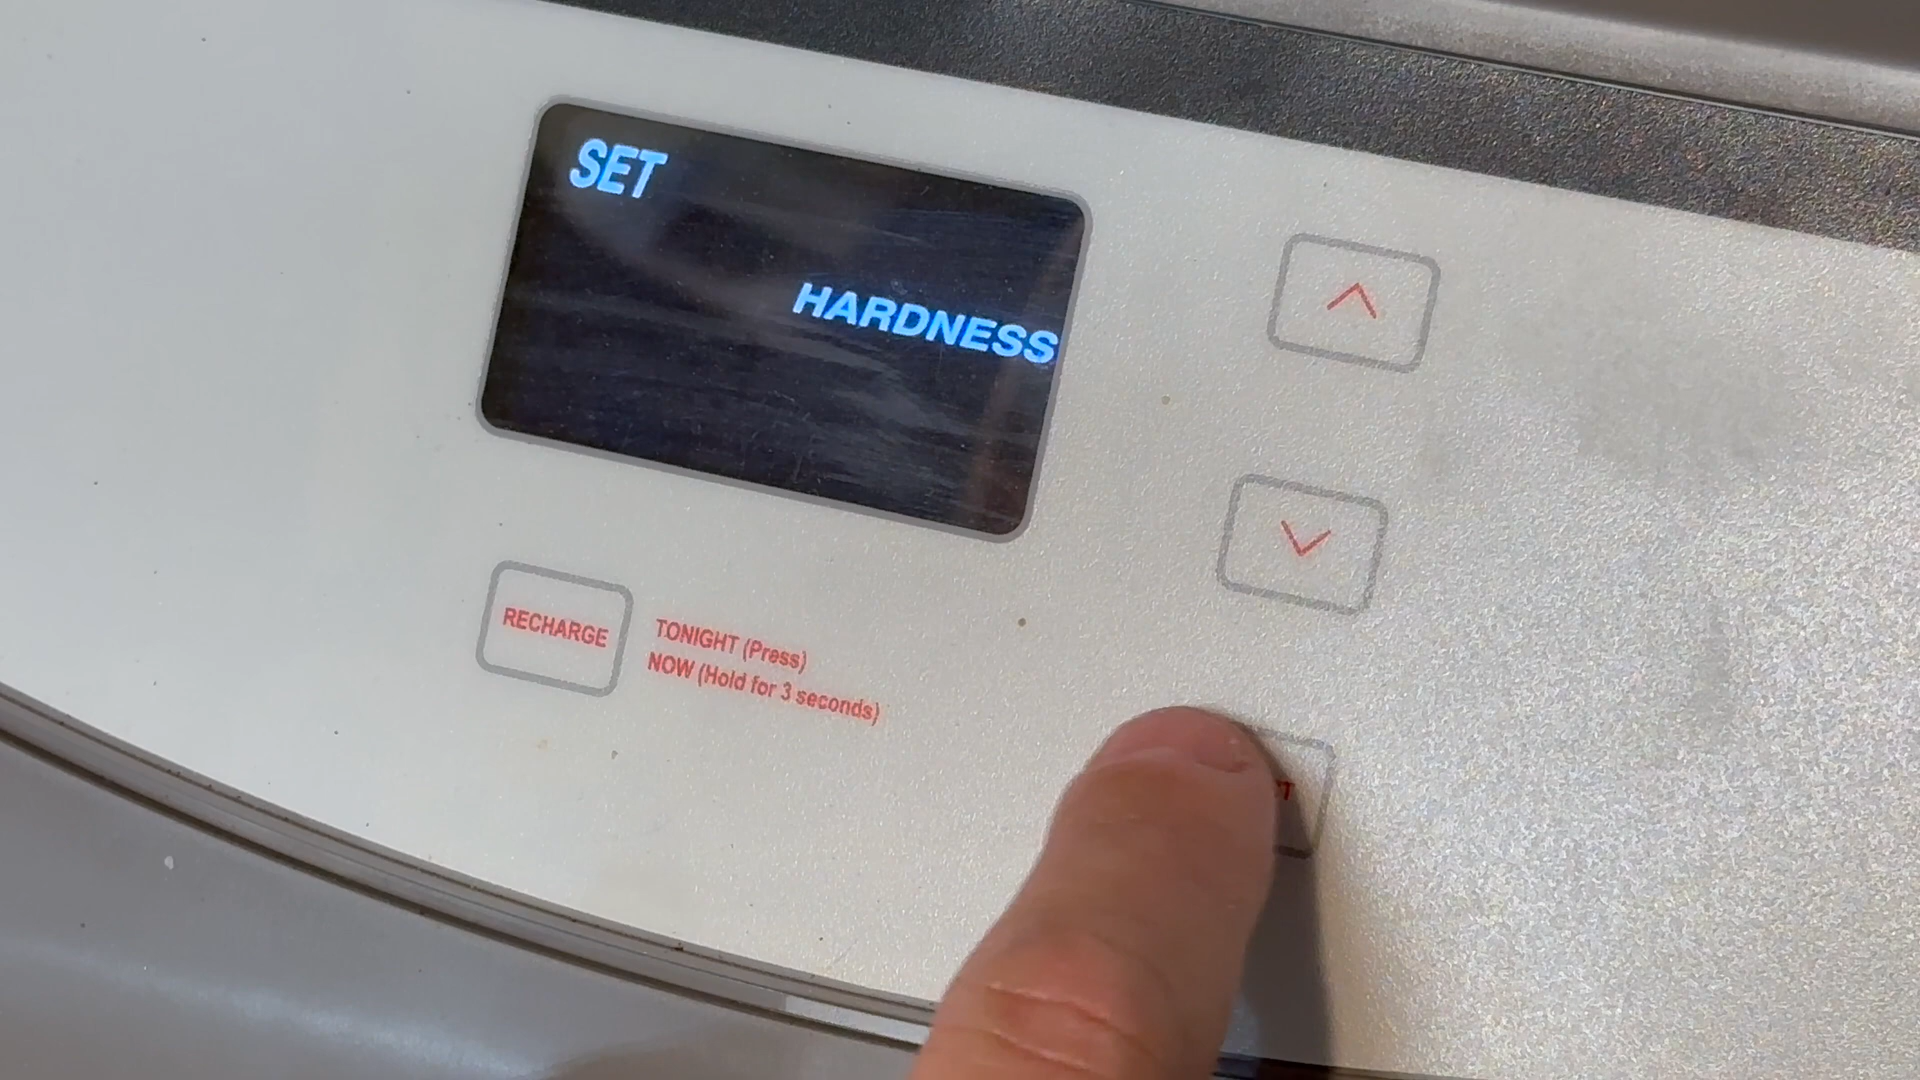 SET
HARDNESS
RECHARGE
TONIGHT (Press)
NOW (Hold for 3 seconds)